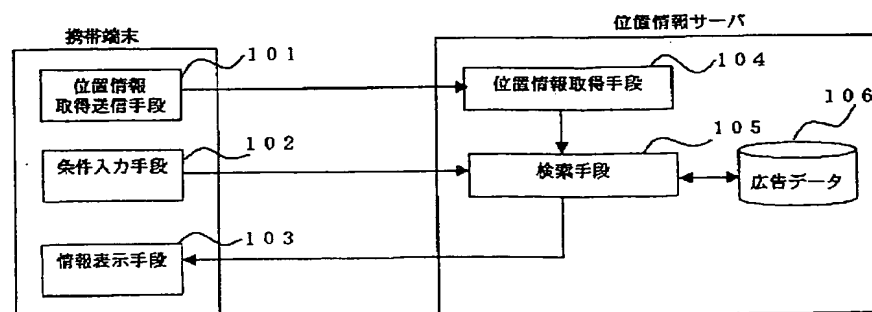 携帯端末
位置情報
取得送信手段
101
条件入力手段
102
情報表示手段
103
位置情報サーバ
位置情報取得手段
104
検索手段
105
106
広告データ